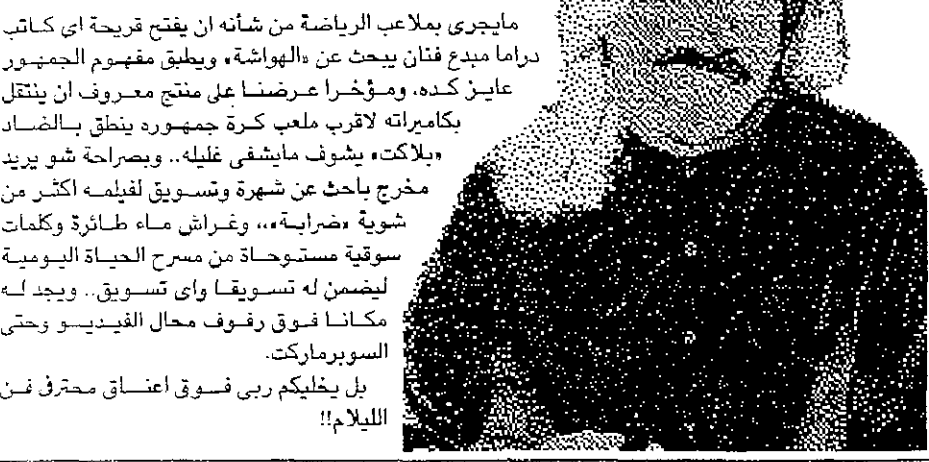 مايجرى بملاعب الرياضة من شأنه ان يفتح قريحة اى كاتب
دراما مبدع فنان يبحث عن «الهواشة» ويطبق مفهوم الجمهور
عايز كده، ومؤخرا عرضنا على منتج معروف ان ينتقل
بكاميراته لاقرب ملعب كرة جمهوره ينطق بالضاد
«بلاكت» يشوف مايشفى غليله.. وبصراحة شو يريد
مخرج باحث عن شهرة وتسويق لفيلمه اكثر من
شوية «ضرابة»،، وغراش ماء طائرة وكلمات
سوقية مستوحاة من مسرح الحياة اليومية
ليضمن له تسويقا واى تسويق.. ويجد له
مكانا فوق رفوف محال الفيديو وحتى
السوبرماركت.
بل يخليكم ربى فوق اعناق محترفى فن
الليلام!!